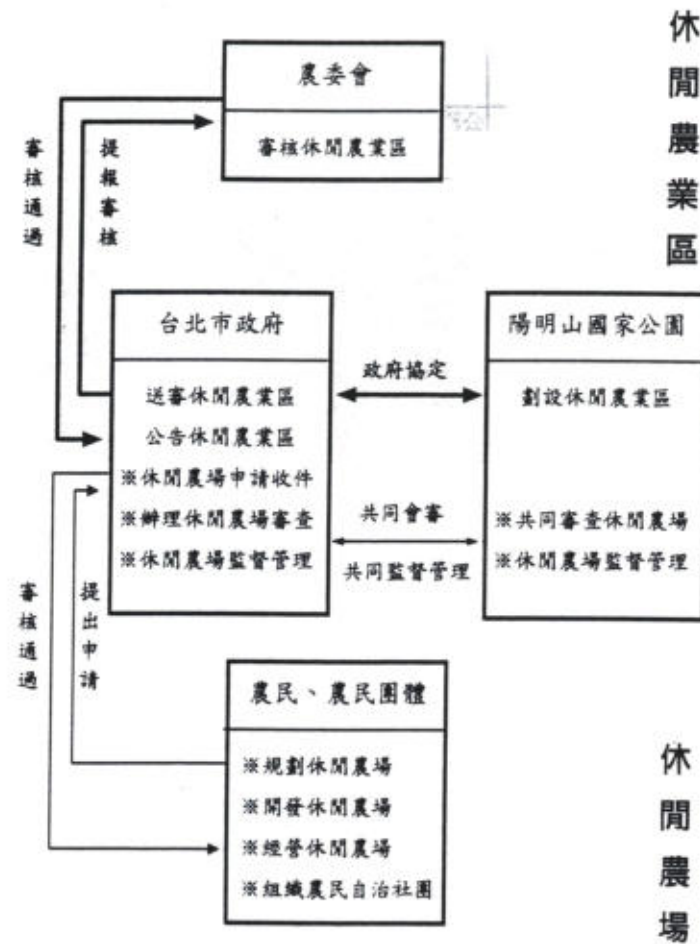 休閒農業區
農委會
審核休閒農業區
審核通過
提報審核
台北市政府
送審休閒農業區
公告休閒農業區
※休閒農場申請收件
※辦理休閒農場審查
※休閒農場監督管理
政府協定
共同會審
共同監督管理
陽明山國家公園
劃設休閒農業區
※共同審查休閒農場
※休閒農場監督管理
審核通過
提出申請
農民、農民團體
※規劃休閒農場
※開發休閒農場
※經營休閒農場
※組織農民自治社團
休閒農場